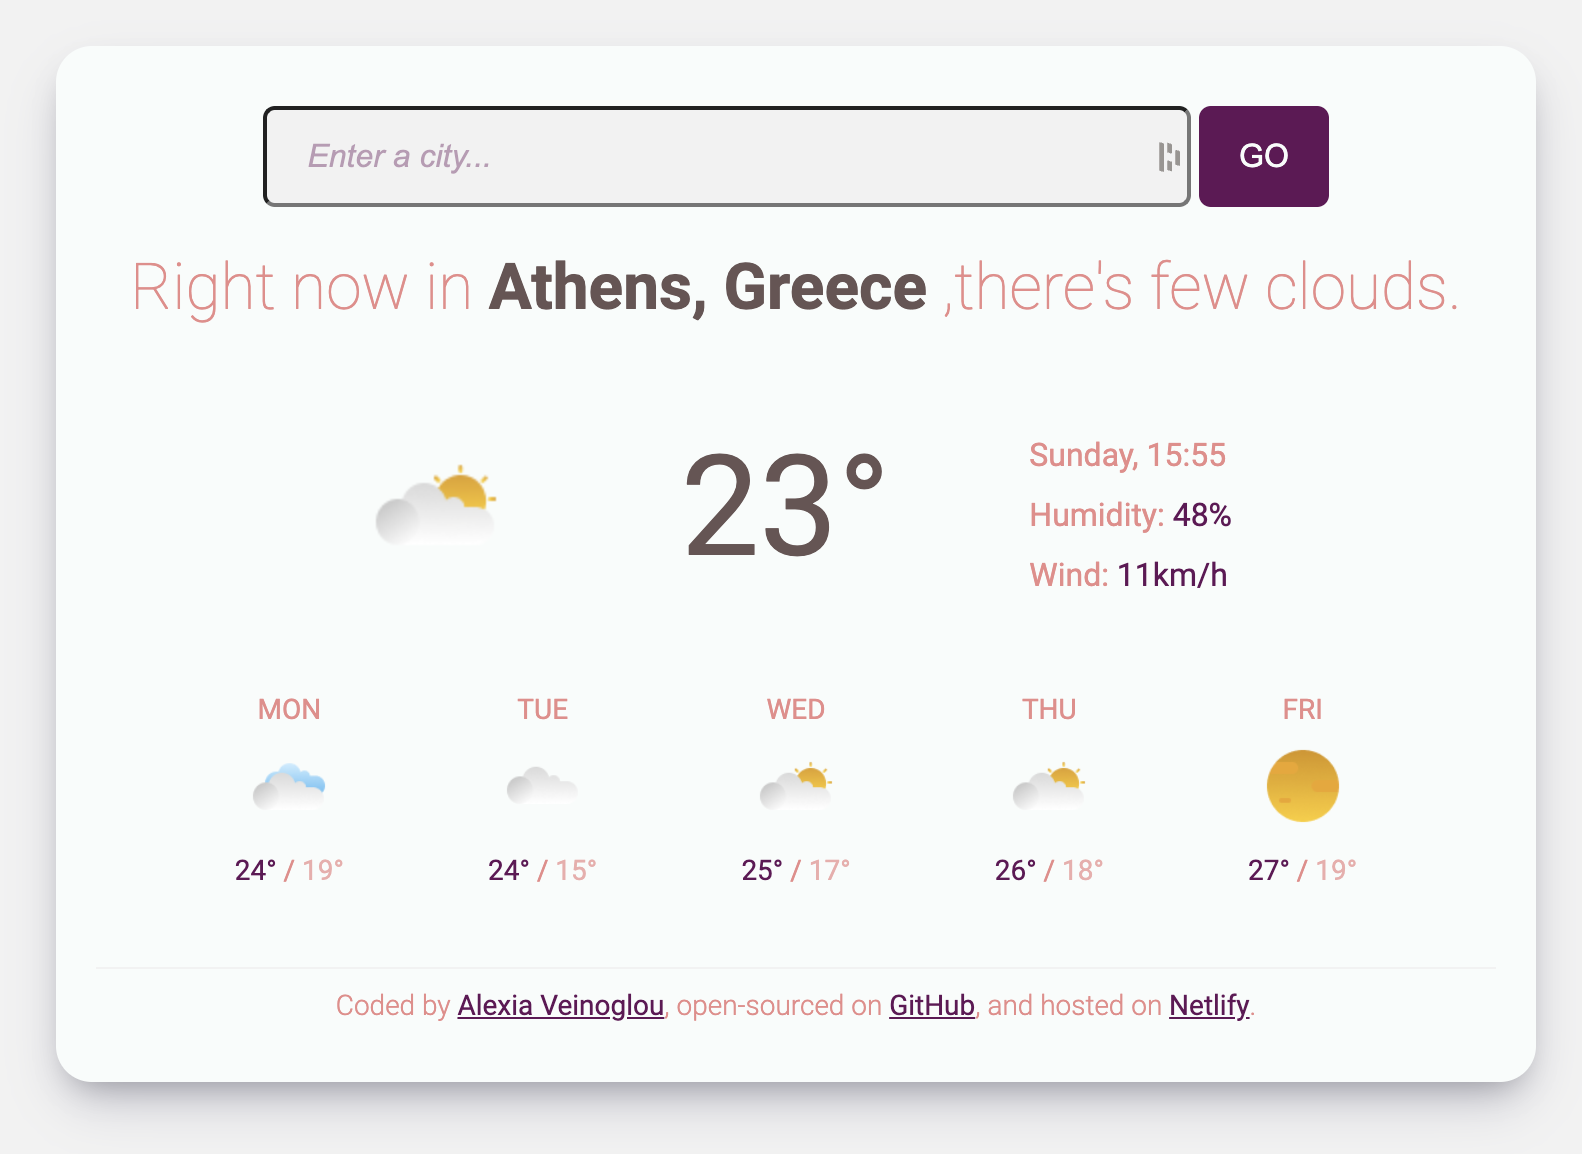 Enter a city...
GO
Right now in Athens, Greece ,there's few clouds.
23°
Sunday, 15:55
Humidity: 48%
Wind: 11km/h
MON TUE WED THU FRI
24° / 19° 24° / 15° 25° / 17° 26° / 18° 27° / 19°
Coded by Alexia Veinoglou, open-sourced on GitHub, and hosted on Netlify.